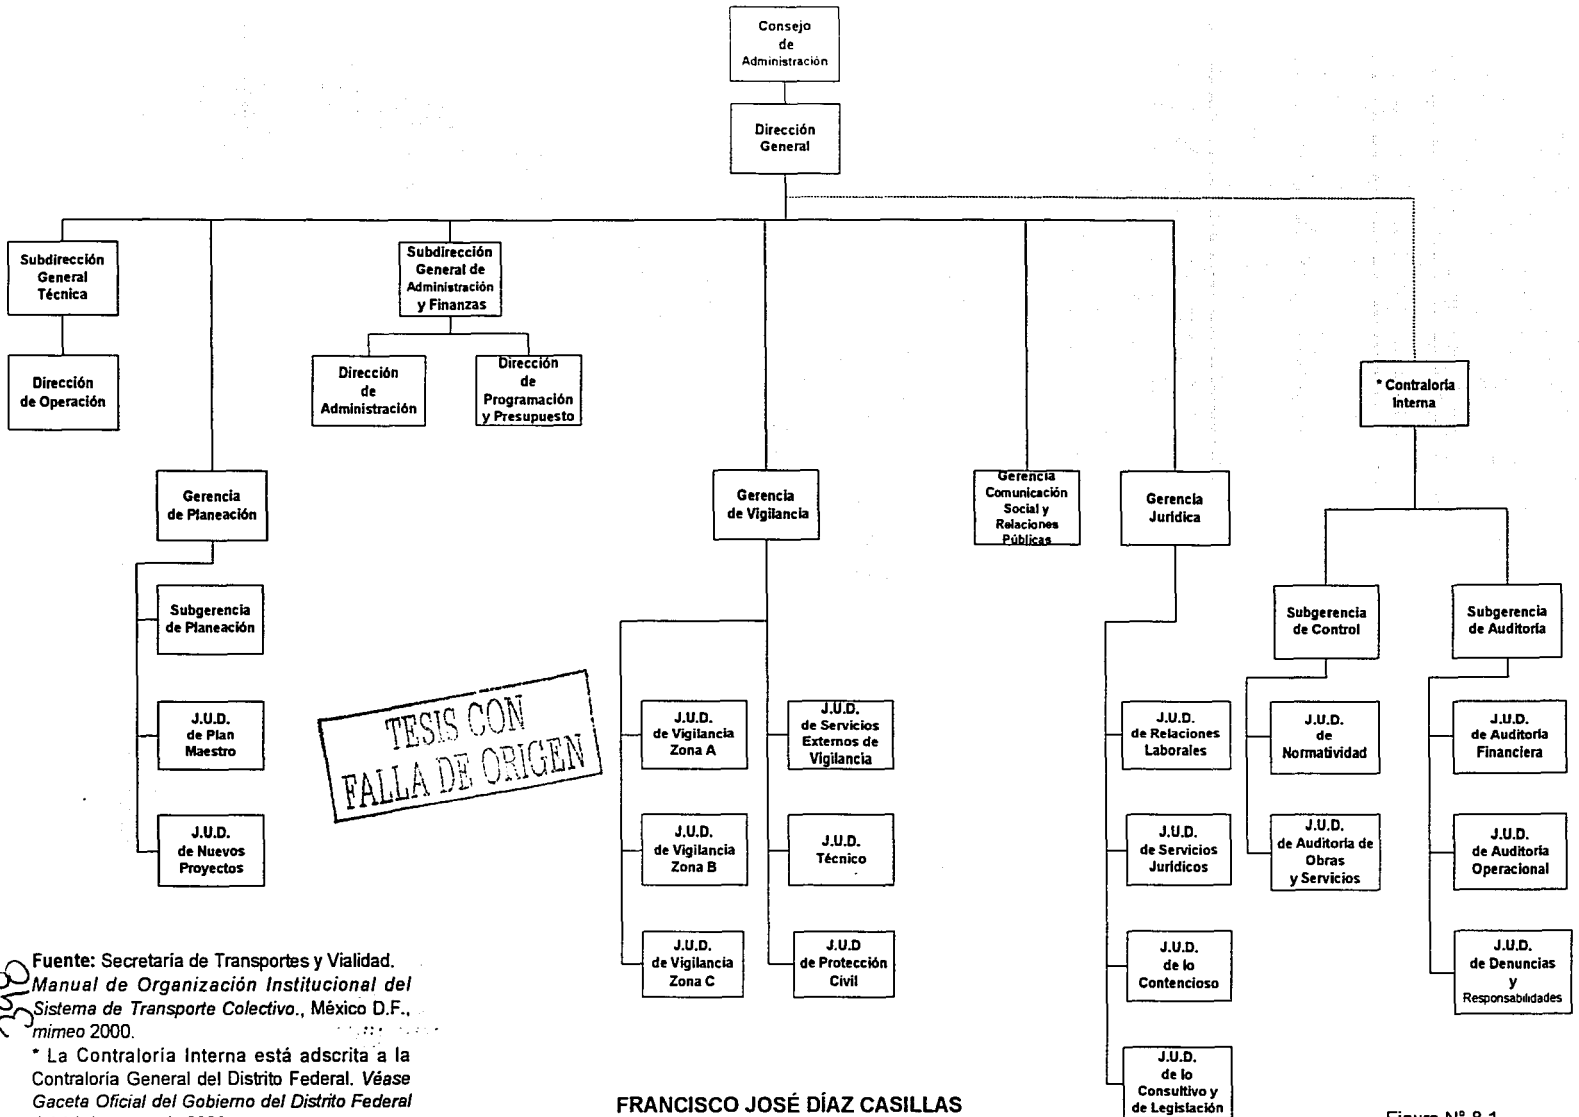 Consejo
de
Administración
Dirección
General
Subdirección
General
Técnica
Subdirección
General de
Administración
y Finanzas
Dirección
de Operación
Dirección
de
Administración
Dirección
de
Programación
y Presupuesto
* Contraloría
Interna
Gerencia
de Planeación
Gerencia
de Vigilancia
Gerencia
Comunicación
Social y
Relaciones
Públicas
Gerencia
Jurídica
Subgerencia
de Planeación
Subgerencia
de Control
Subgerencia
de Auditoría
J.U.D.
de Plan
Maestro
TESIS CON
FALLA DE ORIGEN
J.U.D.
de Vigilancia
Zona A
J.U.D.
de Servicios
Externos de
Vigilancia
J.U.D.
de Relaciones
Laborales
J.U.D.
de
Normatividad
J.U.D.
de Auditoría
Financiera
J.U.D.
de Nuevos
Proyectos
J.U.D.
de Vigilancia
Zona B
J.U.D.
Técnico
J.U.D.
de Servicios
Jurídicos
J.U.D.
de Auditoría de
Obras
y Servicios
J.U.D.
de Auditoría
Operacional
J.U.D.
de Vigilancia
Zona C
J.U.D
de Protección
Civil
J.U.D.
de lo
Contencioso
J.U.D.
de Denuncias
y
Responsabilidades
J.U.D.
de lo
Consultivo y
de Legislación
Fuente: Secretaría de Transportes y Vialidad.
Manual de Organización Institucional del
Sistema de Transporte Colectivo., México D.F.,
mimeo 2000.
* La Contraloría Interna está adscrita a la
Contraloría General del Distrito Federal. Véase
Gaceta Oficial del Gobierno del Distrito Federal
FRANCISCO JOSÉ DÍAZ CASILLAS
Figura N° 8.1